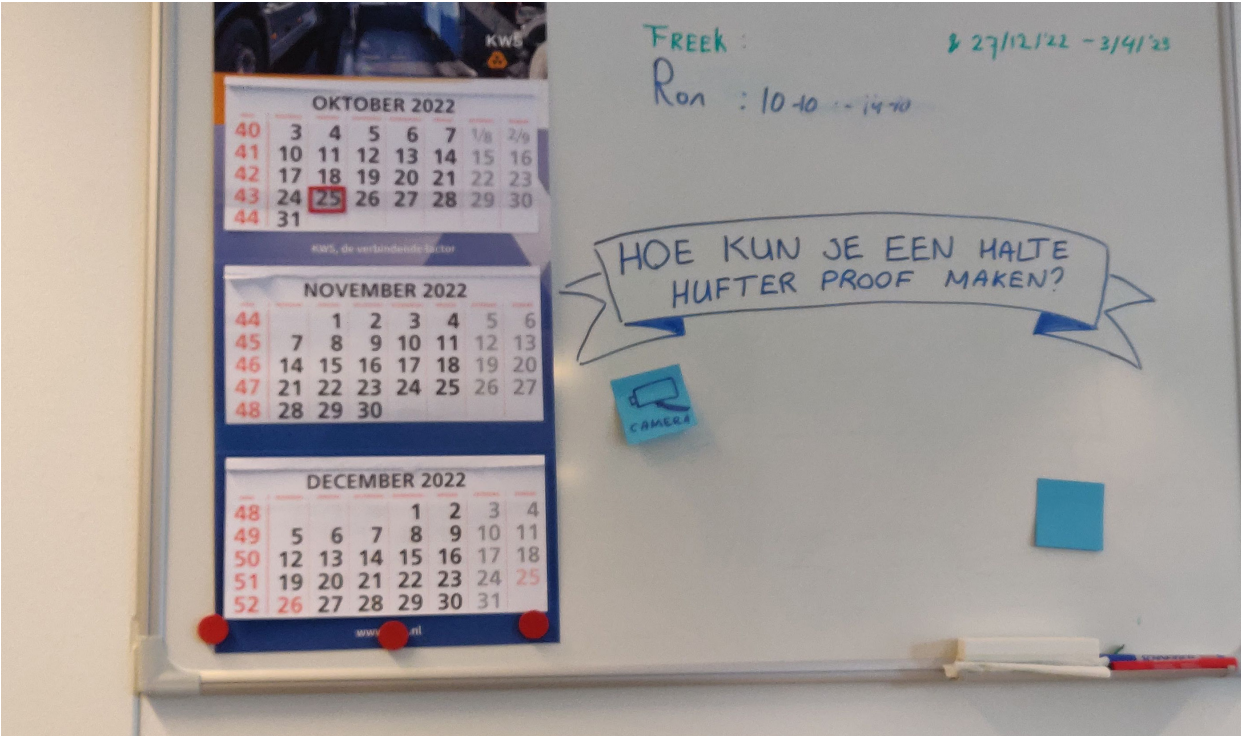 KWS
OKTOBER 2022
40 3 4 5 6 7 1/8 2/9
41 10 11 12 13 14 15 16
42 17 18 19 20 21 22 23
43 24 25 26 27 28 29 30
44 31
KWS, de verbindende factor
NOVEMBER 2022
44 1 2 3 4 5 6
45 7 8 9 10 11 12 13
46 14 15 16 17 18 19 20
47 21 22 23 24 25 26 27
48 28 29 30
DECEMBER 2022
48 1 2 3 4
49 5 6 7 8 9 10 11
50 12 13 14 15 16 17 18
51 19 20 21 22 23 24 25
52 26 27 28 29 30 31
www. .nl
FREEK : & 27/12/'22 - 3/4/'23
Ron : 10-10 - 14-10
HOE KUN JE EEN HALTE
HUFTER PROOF MAKEN?
CAMERA